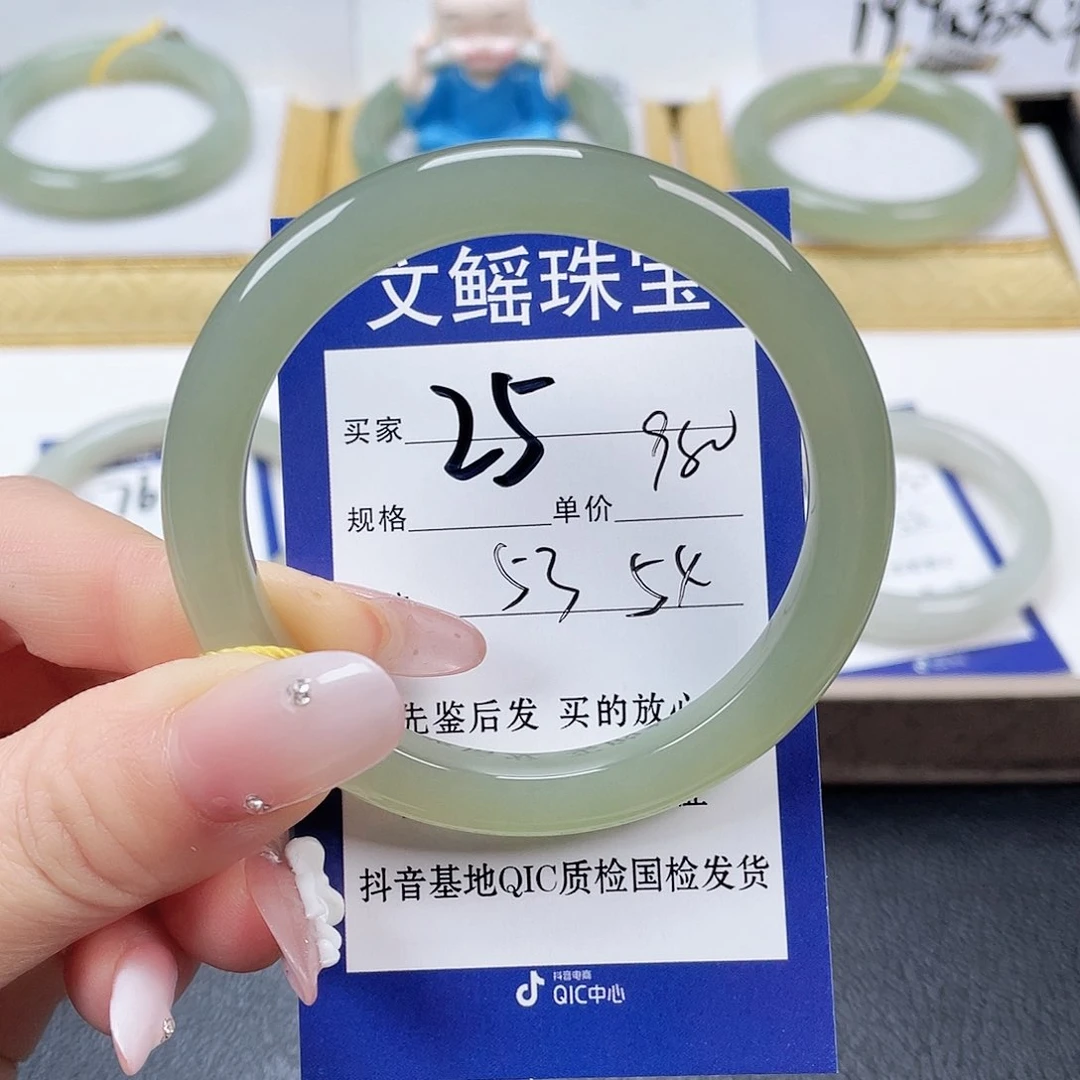 文鳐珠宝
买家 25 980
规格 单价
53 54
先鉴后发 买的放心
抖音基地QIC质检国检发货
抖音电商
QIC中心
76